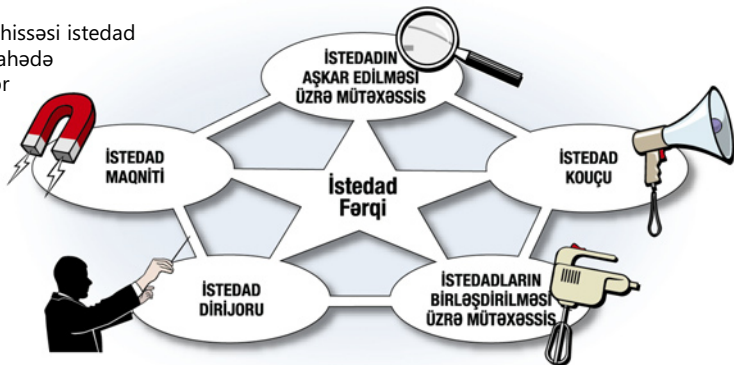 hissəsi istedad
ahədə
ər
İSTEDADIN
AŞKAR EDİLMƏSİ
ÜZRƏ MÜTƏXƏSSİS
İSTEDAD
MAQNİTİ
İSTEDAD
KOUÇU
İstedad
Fərqi
İSTEDAD
DİRİJORU
İSTEDADLARIN
BİRLƏŞDİRİLMƏSİ
ÜZRƏ MÜTƏXƏSSİS